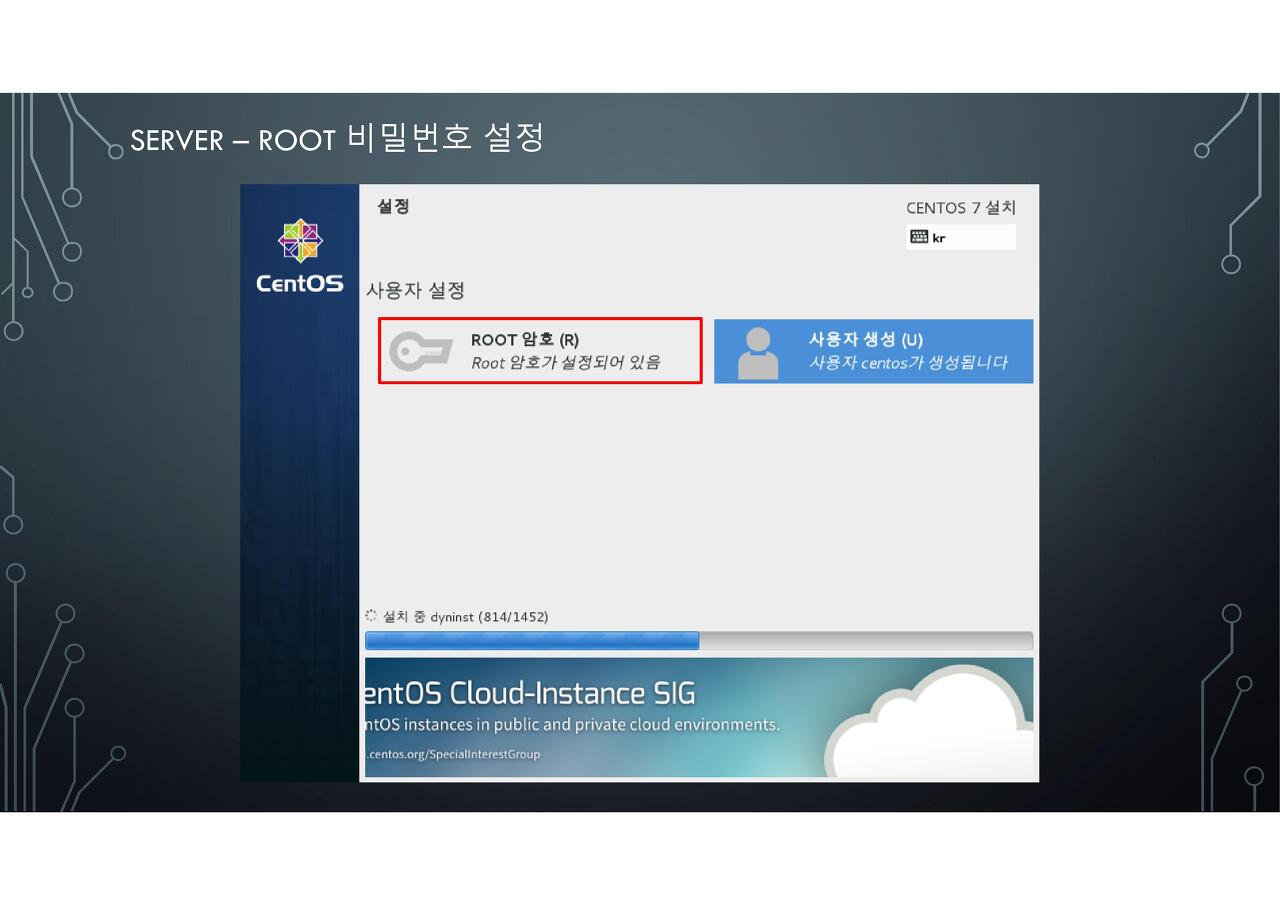 SERVER – ROOT 비밀번호 설정
설정
CENTOS 7 설치
kr
CentOS
사용자 설정
ROOT 암호 (R)
Root 암호가 설정되어 있음
사용자 생성 (U)
사용자 centos가 생성됩니다
설치 중 dyninst (814/1452)
entOS Cloud-Instance SIG
ntOS instances in public and private cloud environments.
.centos.org/SpecialInterestGroup